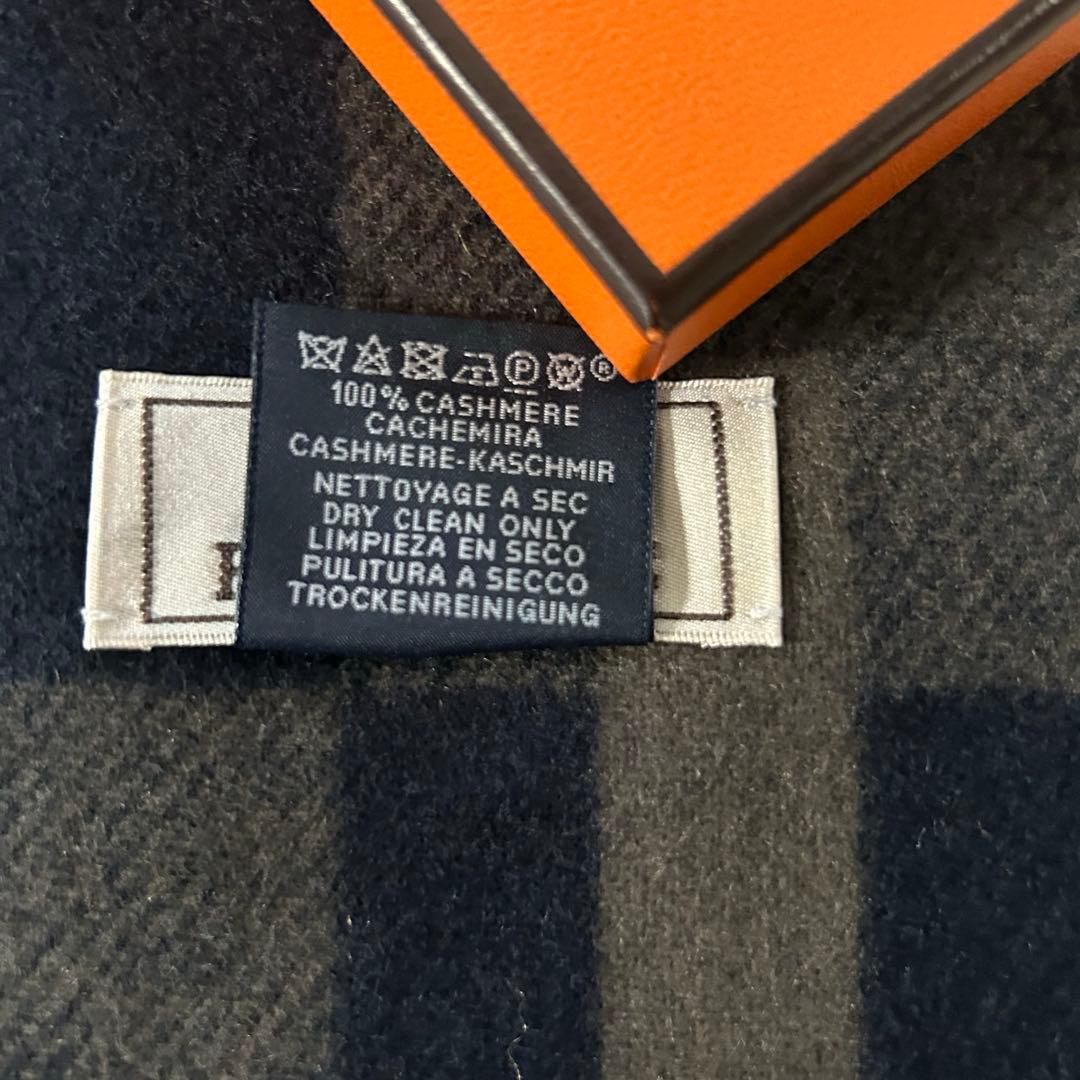 ®
100% CASHMERE
CACHEMIRA
CASHMERE-KASCHMIR
NETTOYAGE A SEC
DRY CLEAN ONLY
LIMPIEZA EN SECO
PULITURA A SECCO
TROCKENREINIGUNG